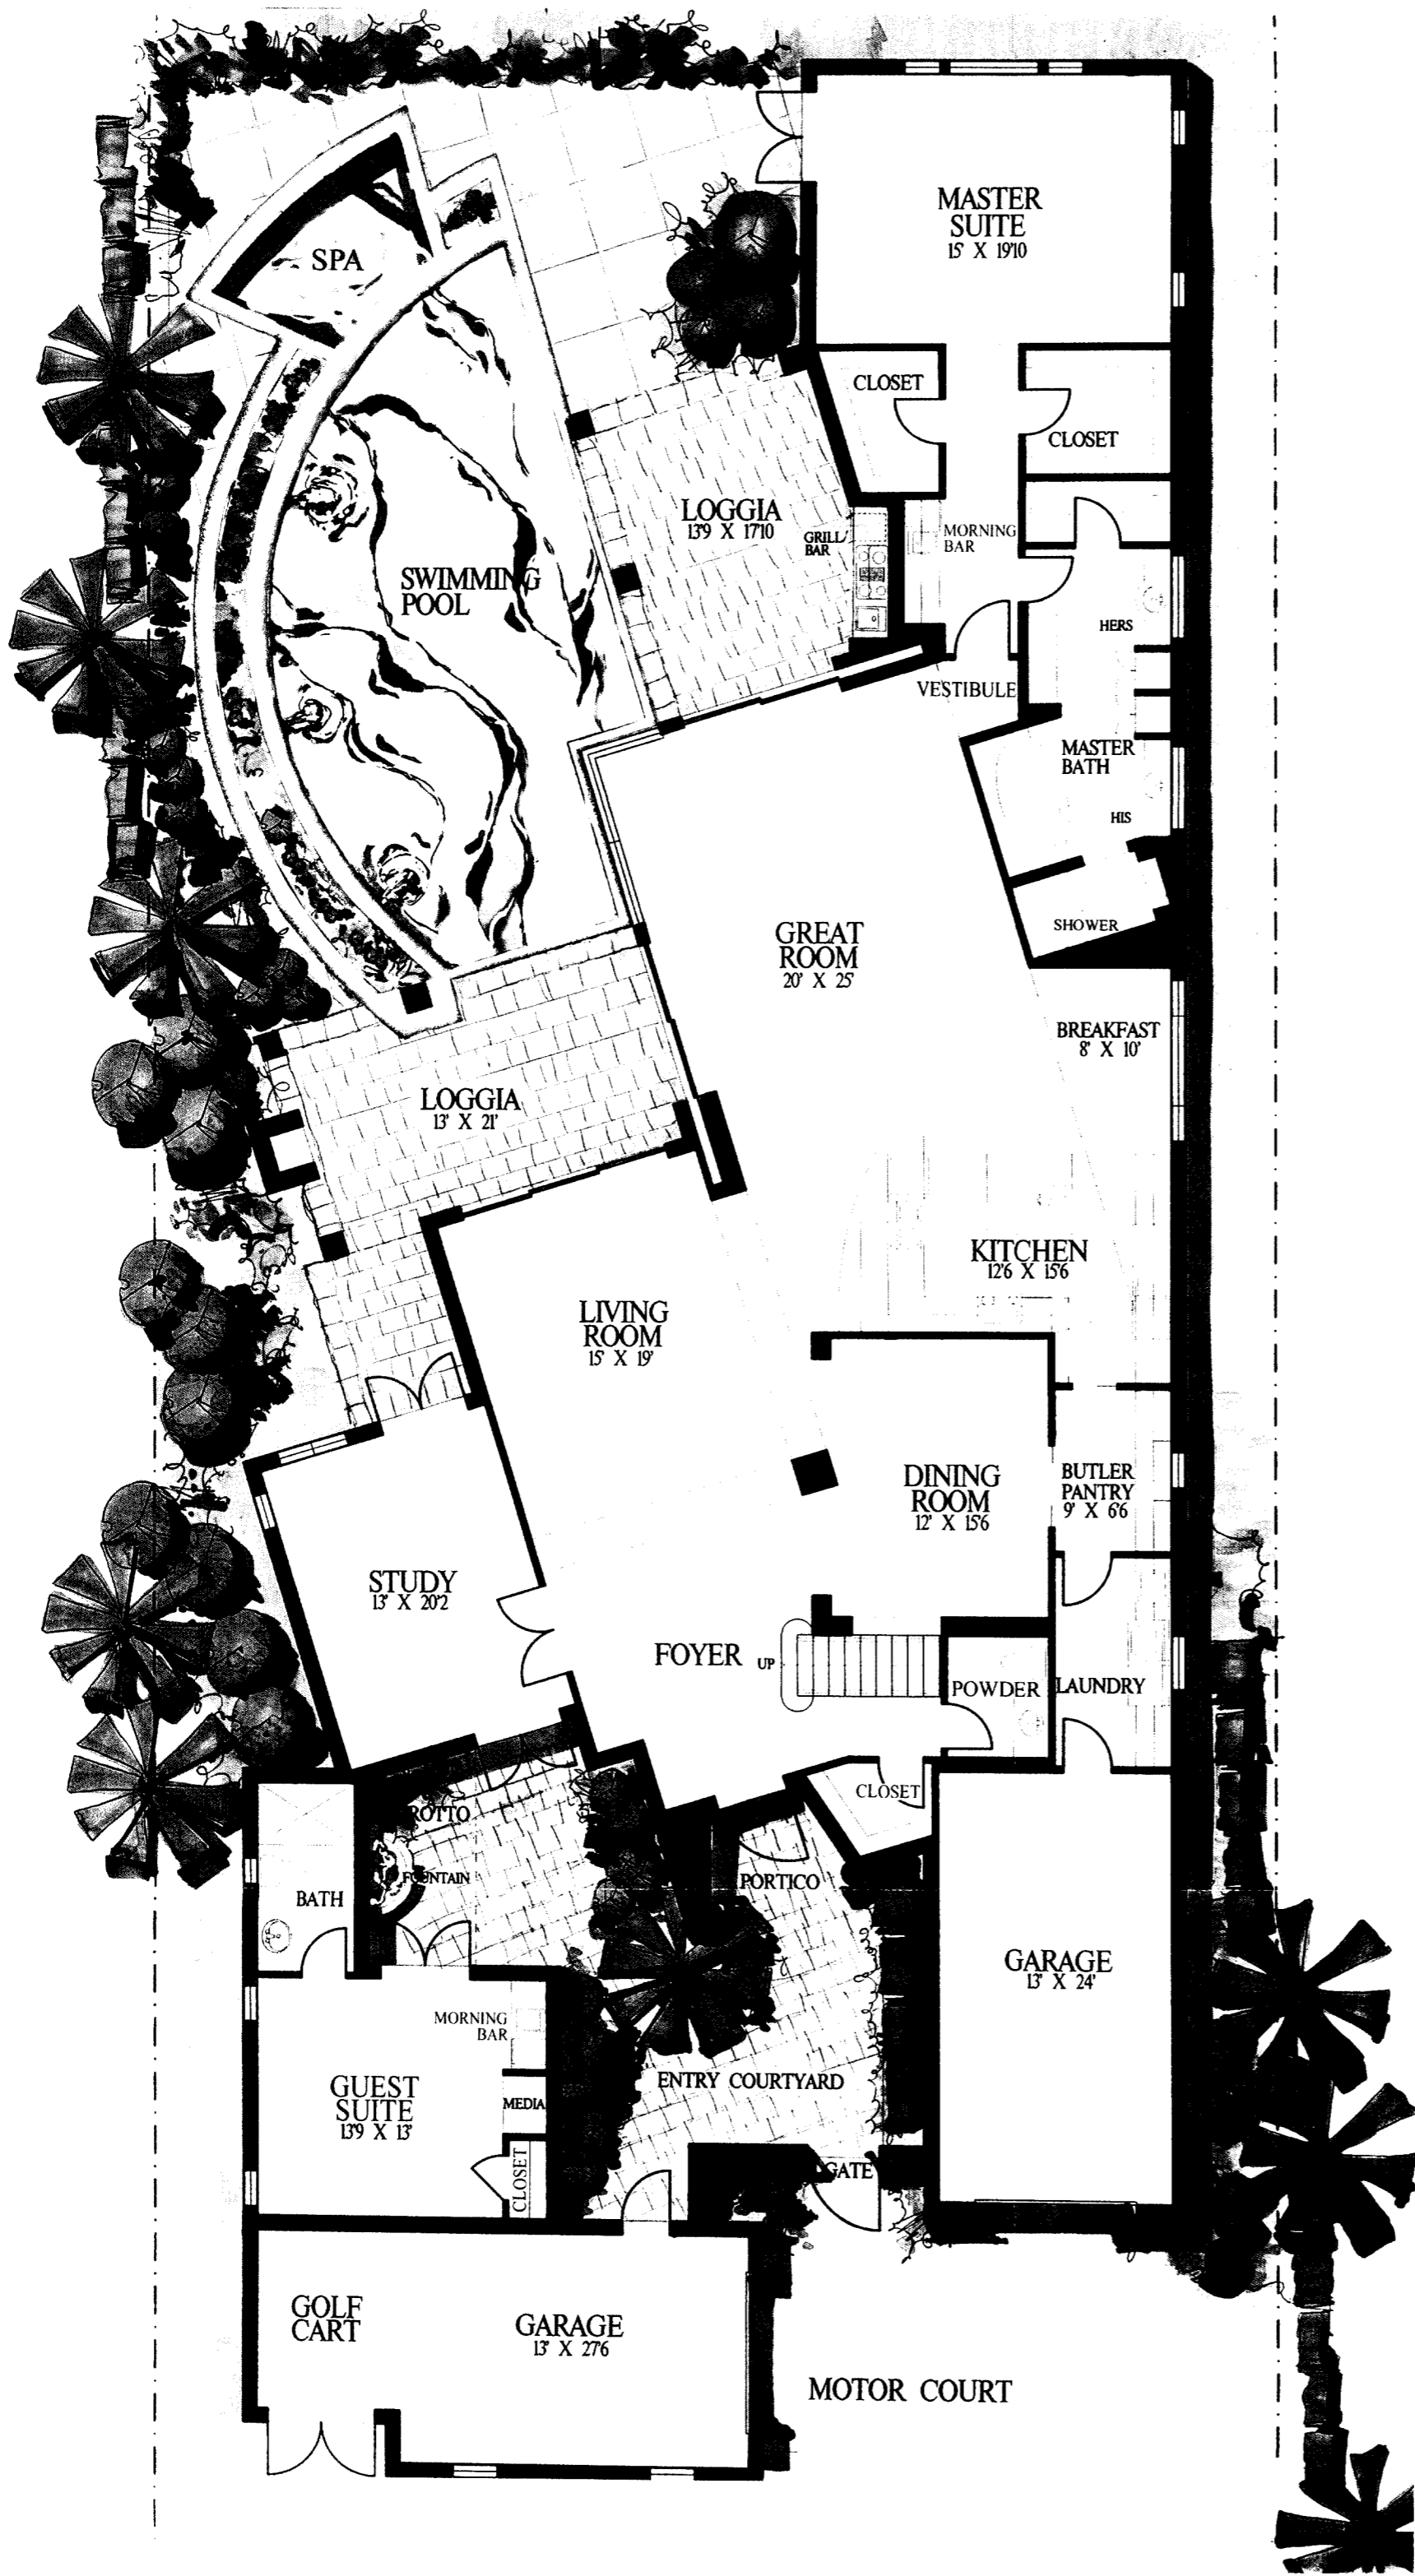 MASTER
SUITE
15' X 19'10
SPA
CLOSET
CLOSET
LOGGIA
13'9 X 17'10
GRILL/
BAR
MORNING
BAR
SWIMMING
POOL
HERS
VESTIBULE
MASTER
BATH
HIS
SHOWER
GREAT
ROOM
20' X 25'
BREAKFAST
8' X 10'
LOGGIA
13' X 21'
KITCHEN
12'6 X 15'6
LIVING
ROOM
15' X 19'
DINING
ROOM
12' X 15'6
BUTLER
PANTRY
9' X 6'6
STUDY
13' X 20'2
FOYER
UP
POWDER
LAUNDRY
CLOSET
ROTTO
FOUNTAIN
PORTICO
BATH
GARAGE
13' X 24'
MORNING
BAR
GUEST
SUITE
13'9 X 13'
MEDIA
ENTRY COURTYARD
CLOSET
GATE
GOLF
CART
GARAGE
13' X 27'6
MOTOR COURT